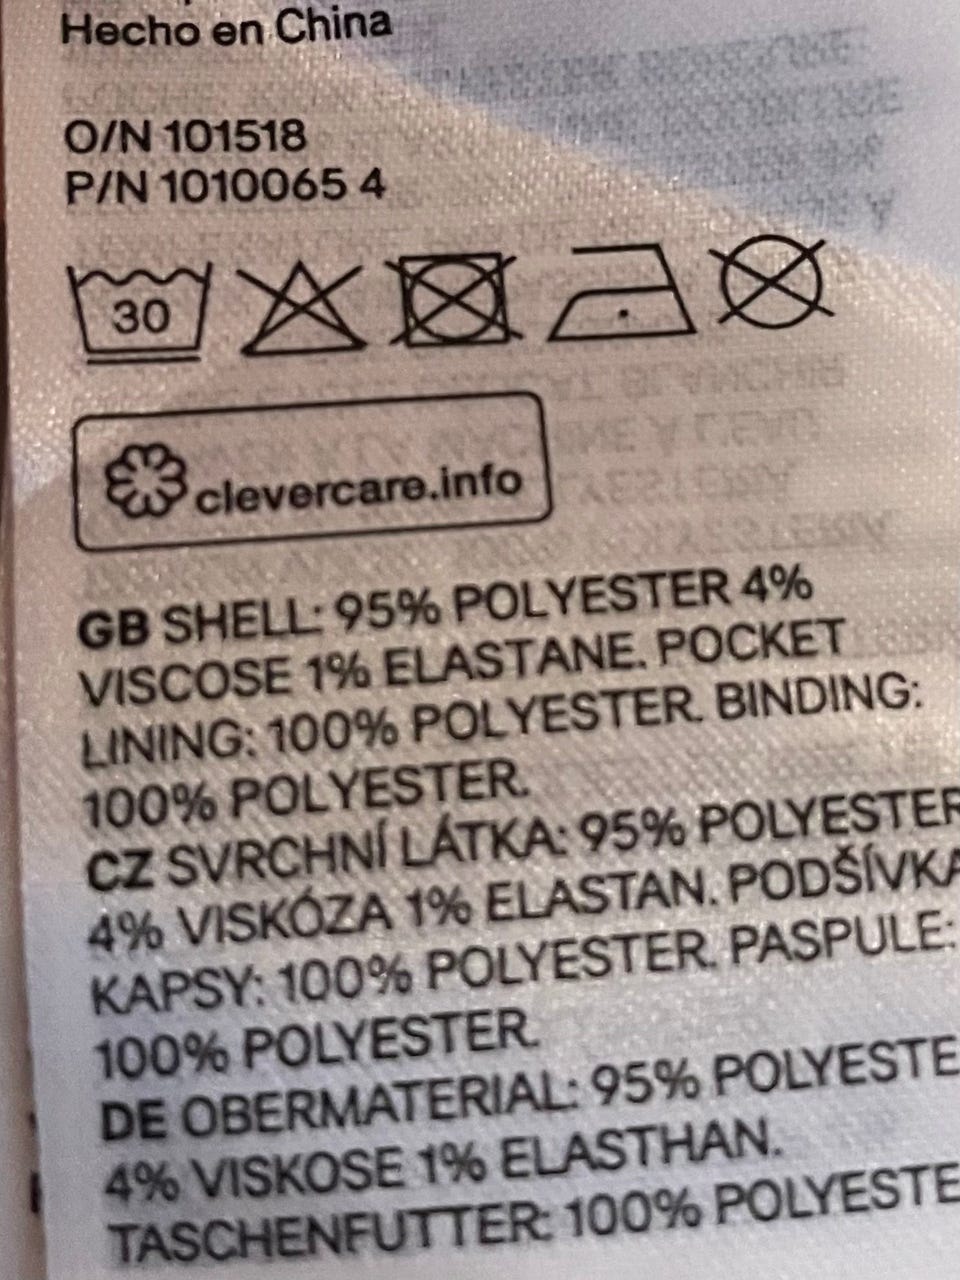 Hecho en China
O/N 101518
P/N 1010065 4
30
clevercare.info
GB SHELL: 95% POLYESTER 4%
VISCOSE 1% ELASTANE. POCKET
LINING: 100% POLYESTER. BINDING:
100% POLYESTER.
CZ SVRCHNÍ LÁTKA: 95% POLYESTER
4% VISKÓZA 1% ELASTAN. PODŠÍVKA
KAPSY: 100% POLYESTER. PASPULE:
100% POLYESTER.
DE OBERMATERIAL: 95% POLYESTE
4% VISKOSE 1% ELASTHAN.
TASCHENFUTTER: 100% POLYESTE